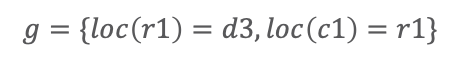 g = {loc(r1) = d3, loc(c1) = r1}